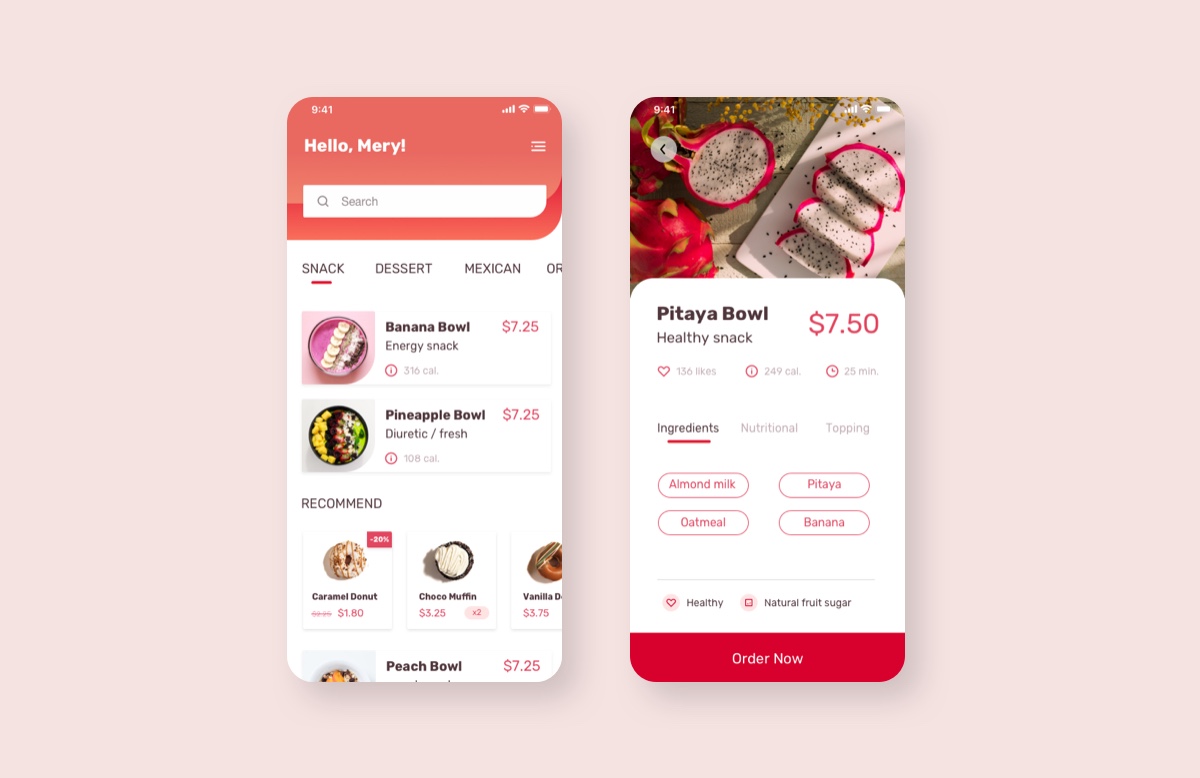 9:41
Hello, Mery!
Search
SNACK DESSERT MEXICAN OR
Banana Bowl $7.25
Energy snack
316 cal.
Pineapple Bowl $7.25
Diuretic / fresh
108 cal.
RECOMMEND
-20%
Caramel Donut
$1.80
Choco Muffin
$3.25 x2
Vanilla D
$3.75
Peach Bowl $7.25
9:41
Pitaya Bowl
$7.50
Healthy snack
136 likes 249 cal. 25 min.
Ingredients Nutritional Topping
Almond milk Pitaya
Oatmeal Banana
Healthy Natural fruit sugar
Order Now